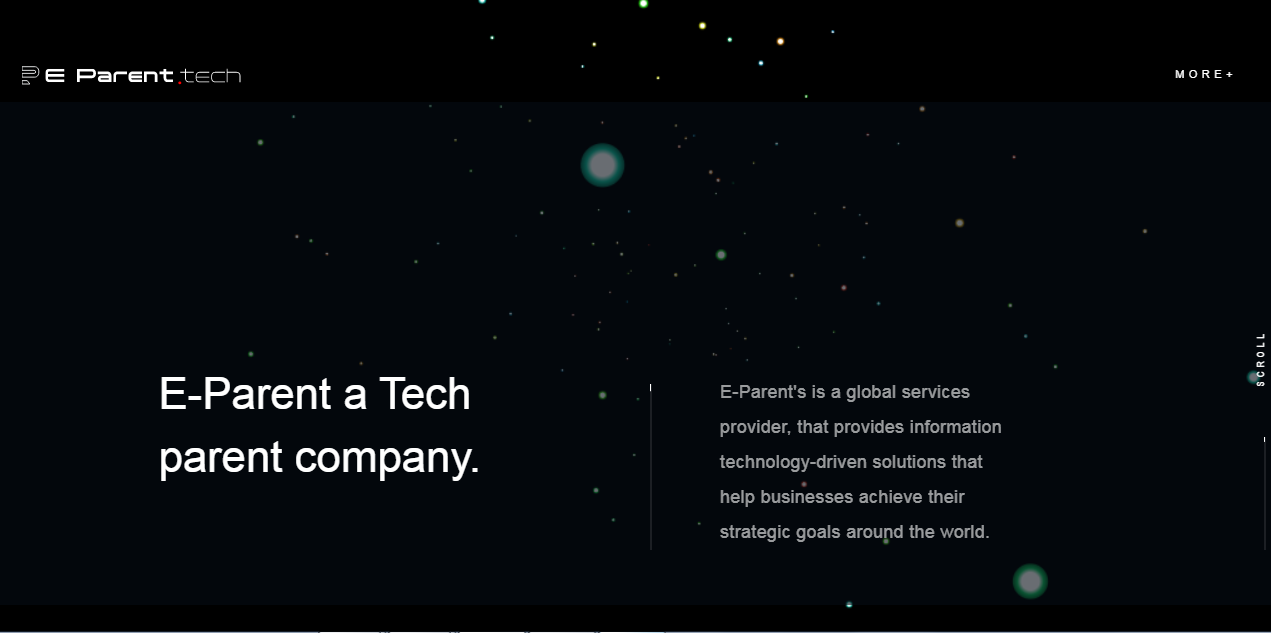 E Parent.tech
MORE+
SCROLL
E-Parent a Tech
parent company.
E-Parent's is a global services
provider, that provides information
technology-driven solutions that
help businesses achieve their
strategic goals around the world.